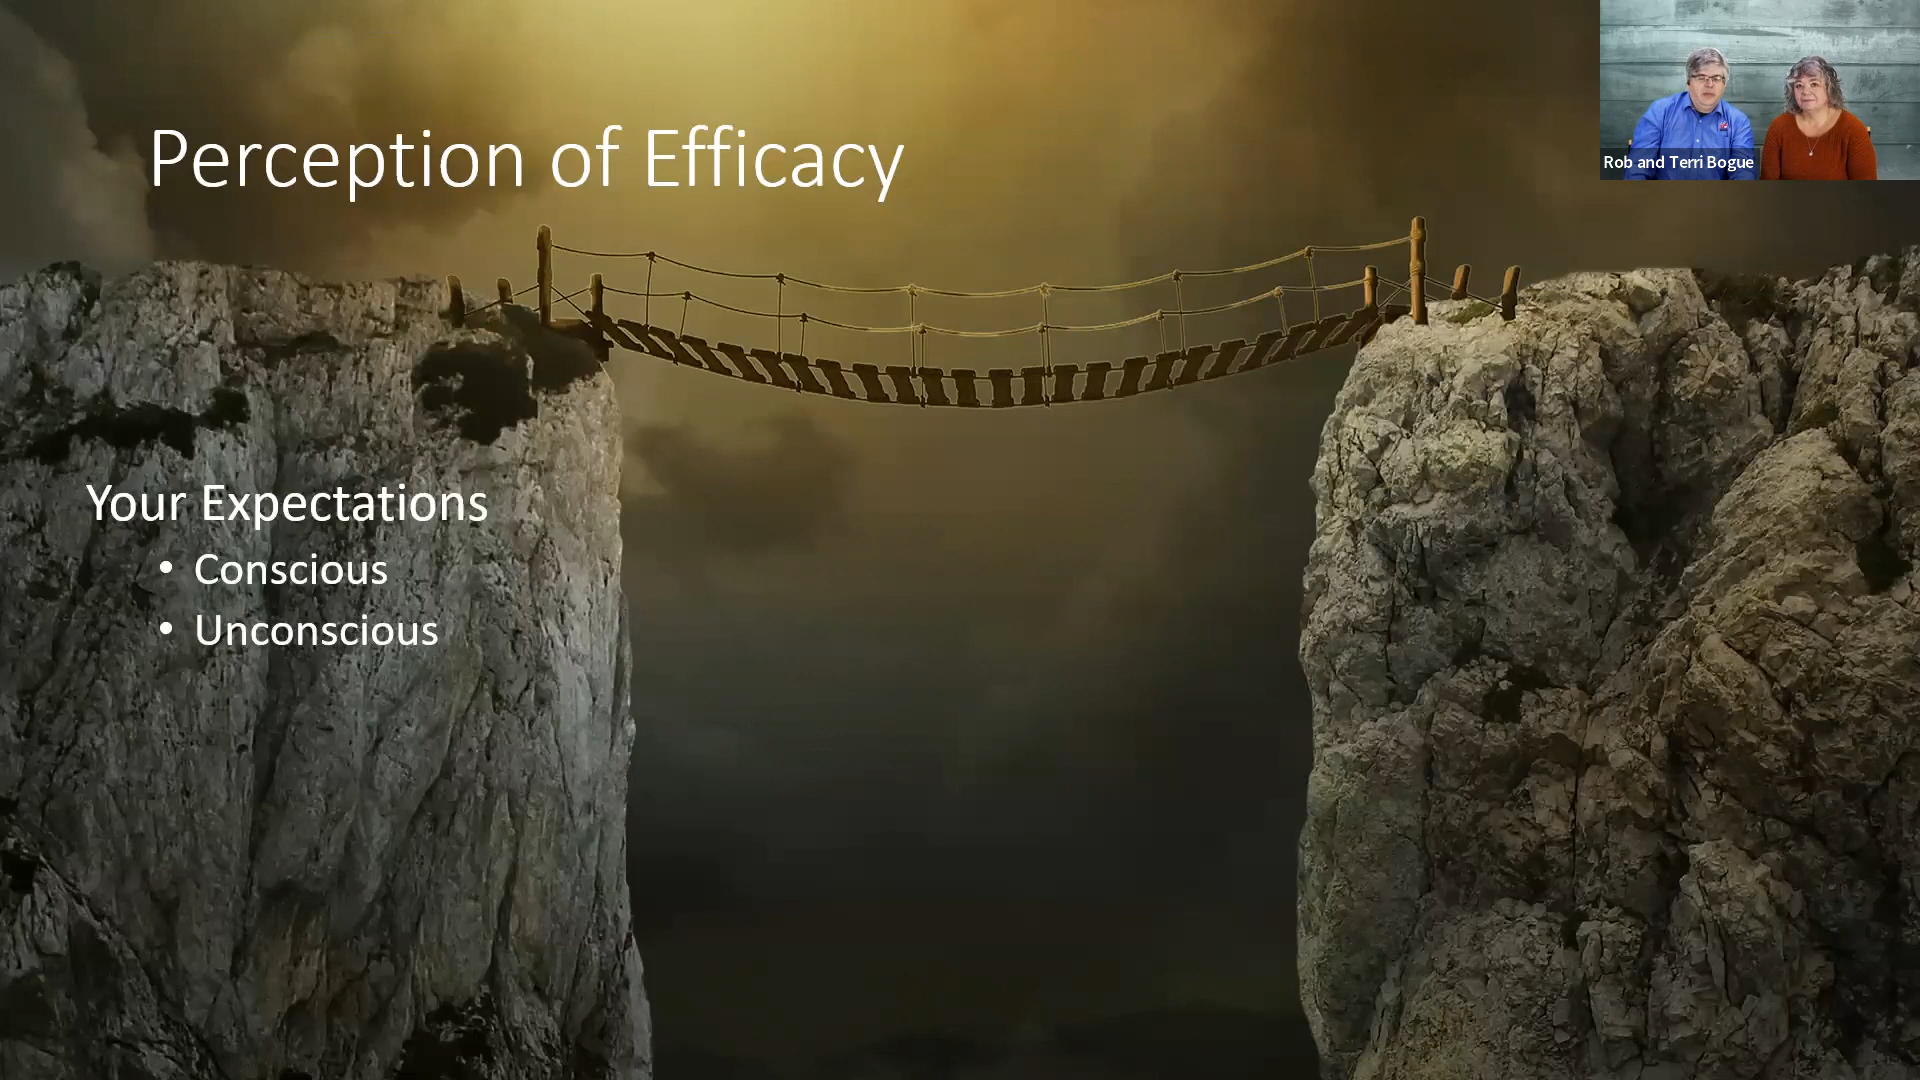 Perception of Efficacy
Rob and Terri Bogue
Your Expectations
• Conscious
• Unconscious